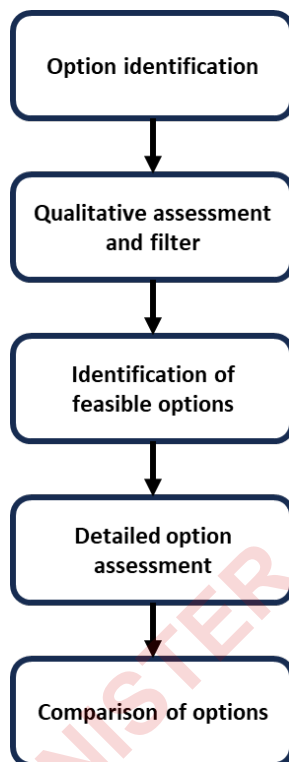 Option identification
Qualitative assessment
and filter
Identification of
feasible options
Detailed option
assessment
Comparison of options
NISTER